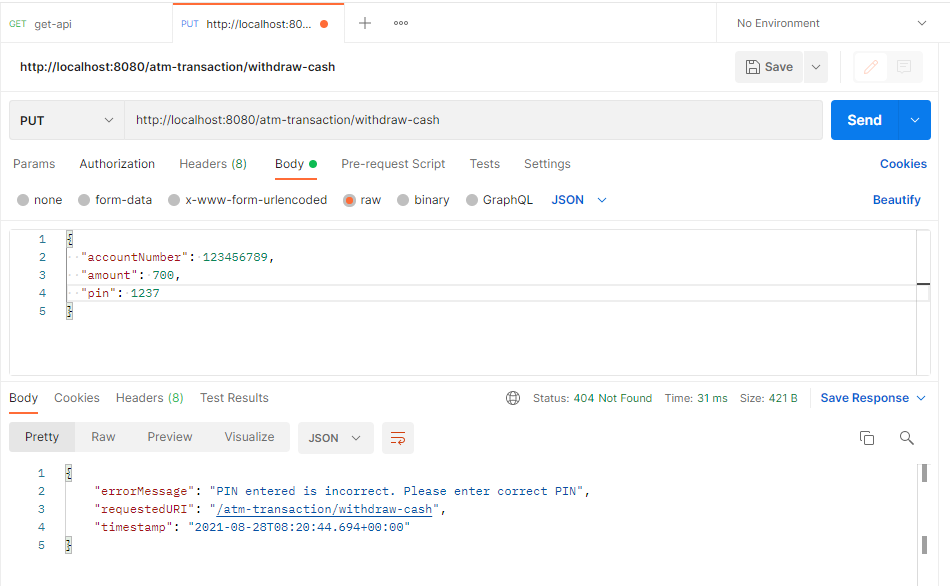 GET get-api PUT http://localhost:80... No Environment
http://localhost:8080/atm-transaction/withdraw-cash Save
PUT http://localhost:8080/atm-transaction/withdraw-cash Send
Params Authorization Headers (8) Body Pre-request Script Tests Settings Cookies
none form-data x-www-form-urlencoded raw binary GraphQL JSON Beautify
1 {
2 "accountNumber": 123456789,
3 "amount": 700,
4 "pin": 1237
5 }
Body Cookies Headers (8) Test Results Status: 404 Not Found Time: 31 ms Size: 421 B Save Response
Pretty Raw Preview Visualize JSON
1 {
2 "errorMessage": "PIN entered is incorrect. Please enter correct PIN",
3 "requestedURI": "/atm-transaction/withdraw-cash",
4 "timestamp": "2021-08-28T08:20:44.694+00:00"
5 }